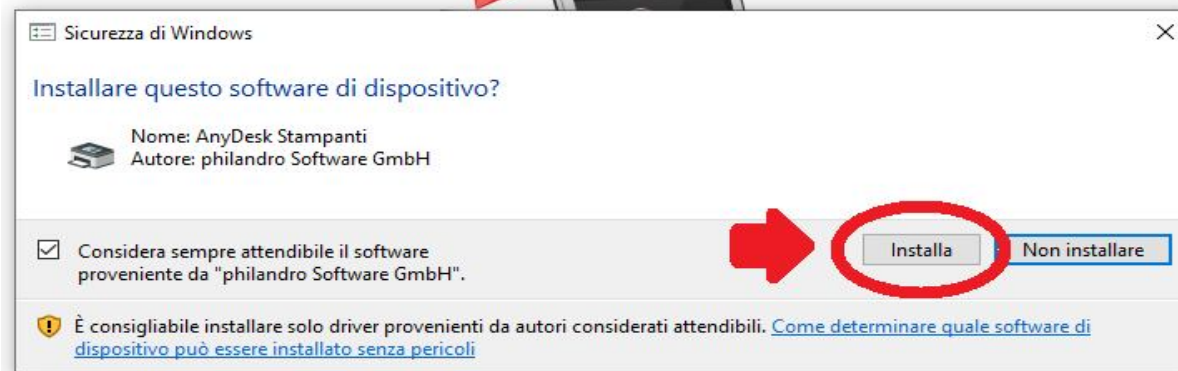 Sicurezza di Windows
Installare questo software di dispositivo?
Nome: AnyDesk Stampanti
Autore: philandro Software GmbH
Considera sempre attendibile il software
proveniente da "philandro Software GmbH".
Installa
Non installare
È consigliabile installare solo driver provenienti da autori considerati attendibili. Come determinare quale software di
dispositivo può essere installato senza pericoli